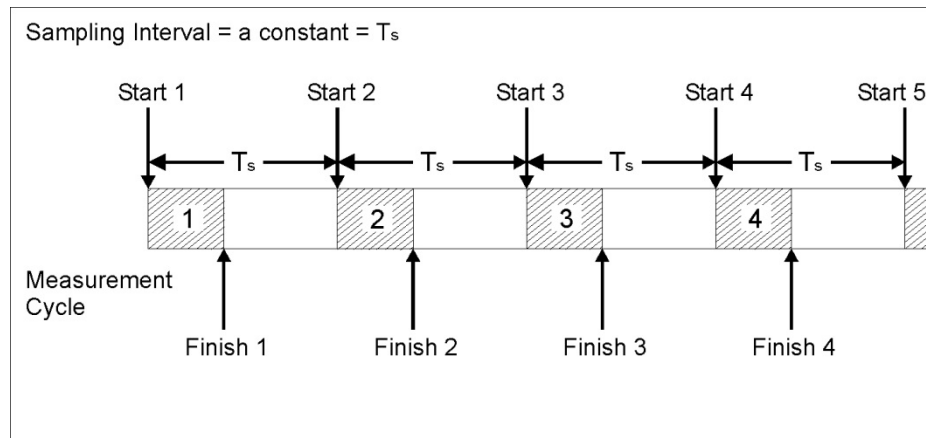 Sampling Interval = a constant = Ts
Start 1 Start 2 Start 3 Start 4 Start 5
Ts Ts Ts Ts
1 2 3 4
Measurement
Cycle
Finish 1 Finish 2 Finish 3 Finish 4